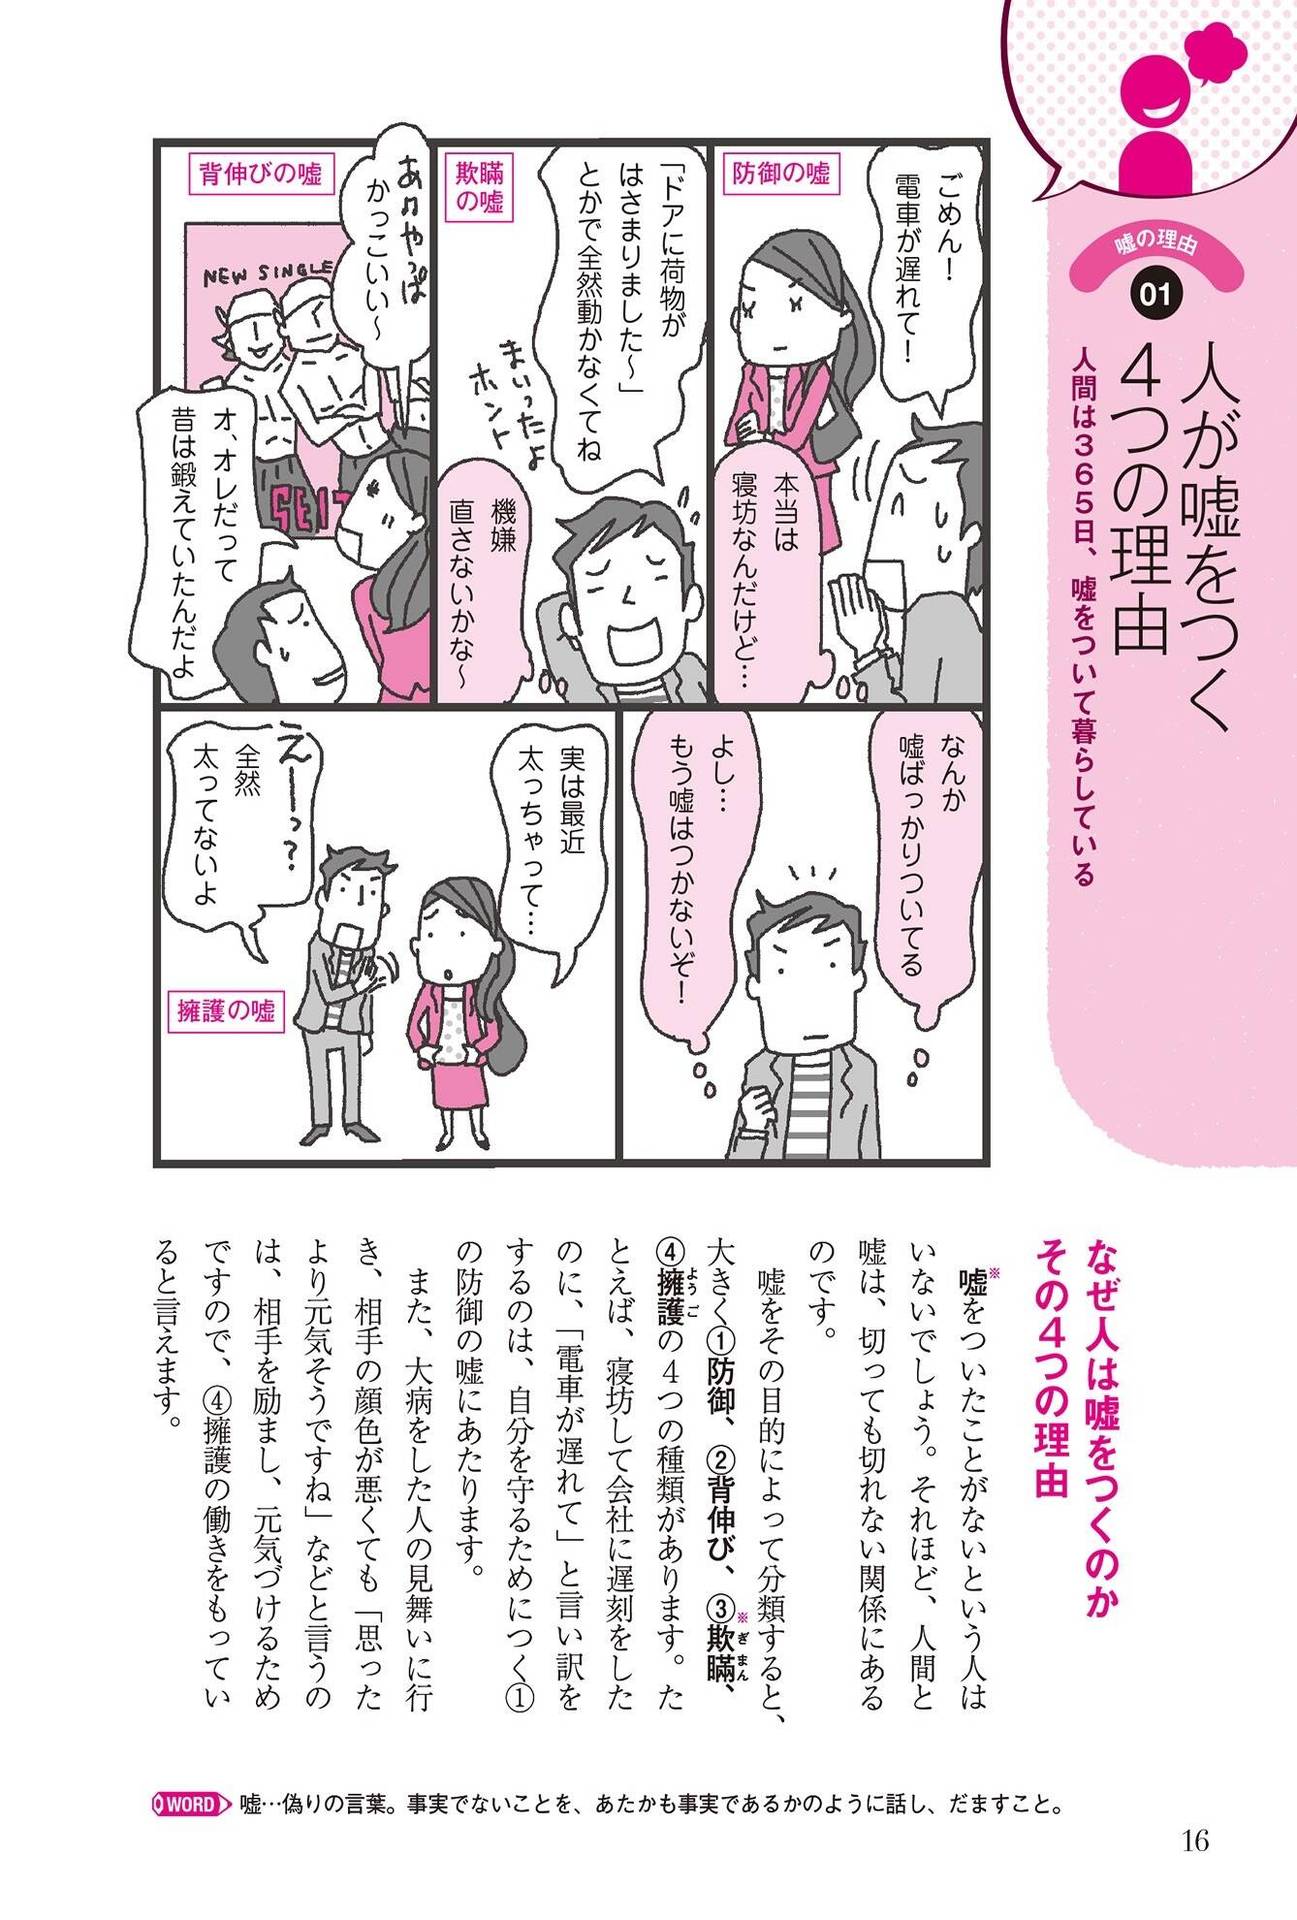 嘘の理由
01
人が嘘をつく
4つの理由
人間は365日、嘘をついて暮らしている
防御の嘘
ごめん！
電車が遅れて！
本当は
寝坊なんだけど…
欺瞞
の嘘
「ドアに荷物が
はさまりました〜」
とかで全然動かなくてね
まいったよ
ホント
機嫌
直さないかな〜
背伸びの嘘
あ〜やっぱ
かっこいい〜
NEW SINGLE
オ、オレだって
昔は鍛えていたんだよ
なんか
嘘ばっかりついてる
よし…
もう嘘はつかないぞ！
実は最近
太っちゃって…
えーっ？
全然
太ってないよ
擁護の嘘
なぜ人は嘘をつくのか
その4つの理由
嘘※をついたことがないという人は
いないでしょう。それほど、人間と
嘘は、切っても切れない関係にある
のです。
嘘をその目的によって分類すると、
大きく①防御、②背伸び、③欺瞞※ぎまん、
④擁護ようごの4つの種類があります。た
とえば、寝坊して会社に遅刻をした
のに、「電車が遅れて」と言い訳を
するのは、自分を守るためにつく①
の防御の嘘にあたります。
また、大病をした人の見舞いに行
き、相手の顔色が悪くても「思った
より元気そうですね」などと言うの
は、相手を励まし、元気づけるため
ですので、④擁護の働きをもってい
ると言えます。
WORD 嘘…偽りの言葉。事実でないことを、あたかも事実であるかのように話し、だますこと。
16